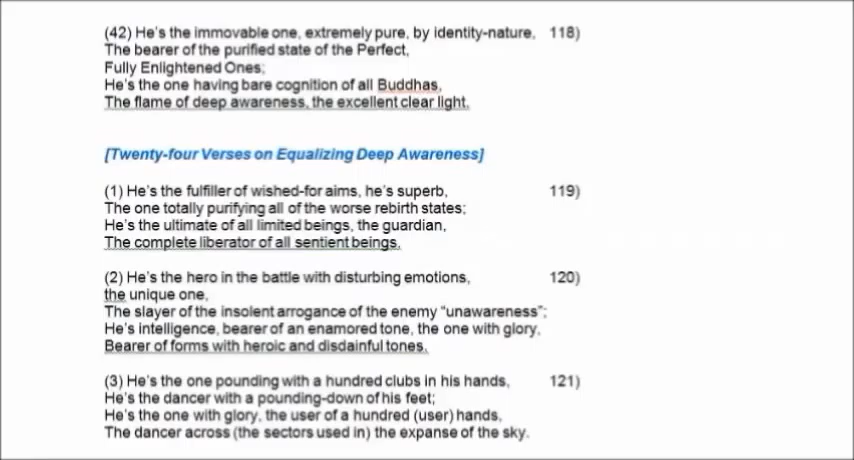 (42) He's the immovable one, extremely pure, by identity-nature, 118)
The bearer of the purified state of the Perfect,
Fully Enlightened Ones;
He's the one having bare cognition of all Buddhas,
The flame of deep awareness, the excellent clear light.
[Twenty-four Verses on Equalizing Deep Awareness]
(1) He's the fulfiller of wished-for aims, he's superb, 119)
The one totally purifying all of the worse rebirth states;
He's the ultimate of all limited beings, the guardian,
The complete liberator of all sentient beings.
(2) He's the hero in the battle with disturbing emotions, 120)
the unique one,
The slayer of the insolent arrogance of the enemy “unawareness”;
He's intelligence, bearer of an enamored tone, the one with glory,
Bearer of forms with heroic and disdainful tones.
(3) He's the one pounding with a hundred clubs in his hands, 121)
He's the dancer with a pounding-down of his feet;
He's the one with glory, the user of a hundred (user) hands,
The dancer across (the sectors used in) the expanse of the sky.